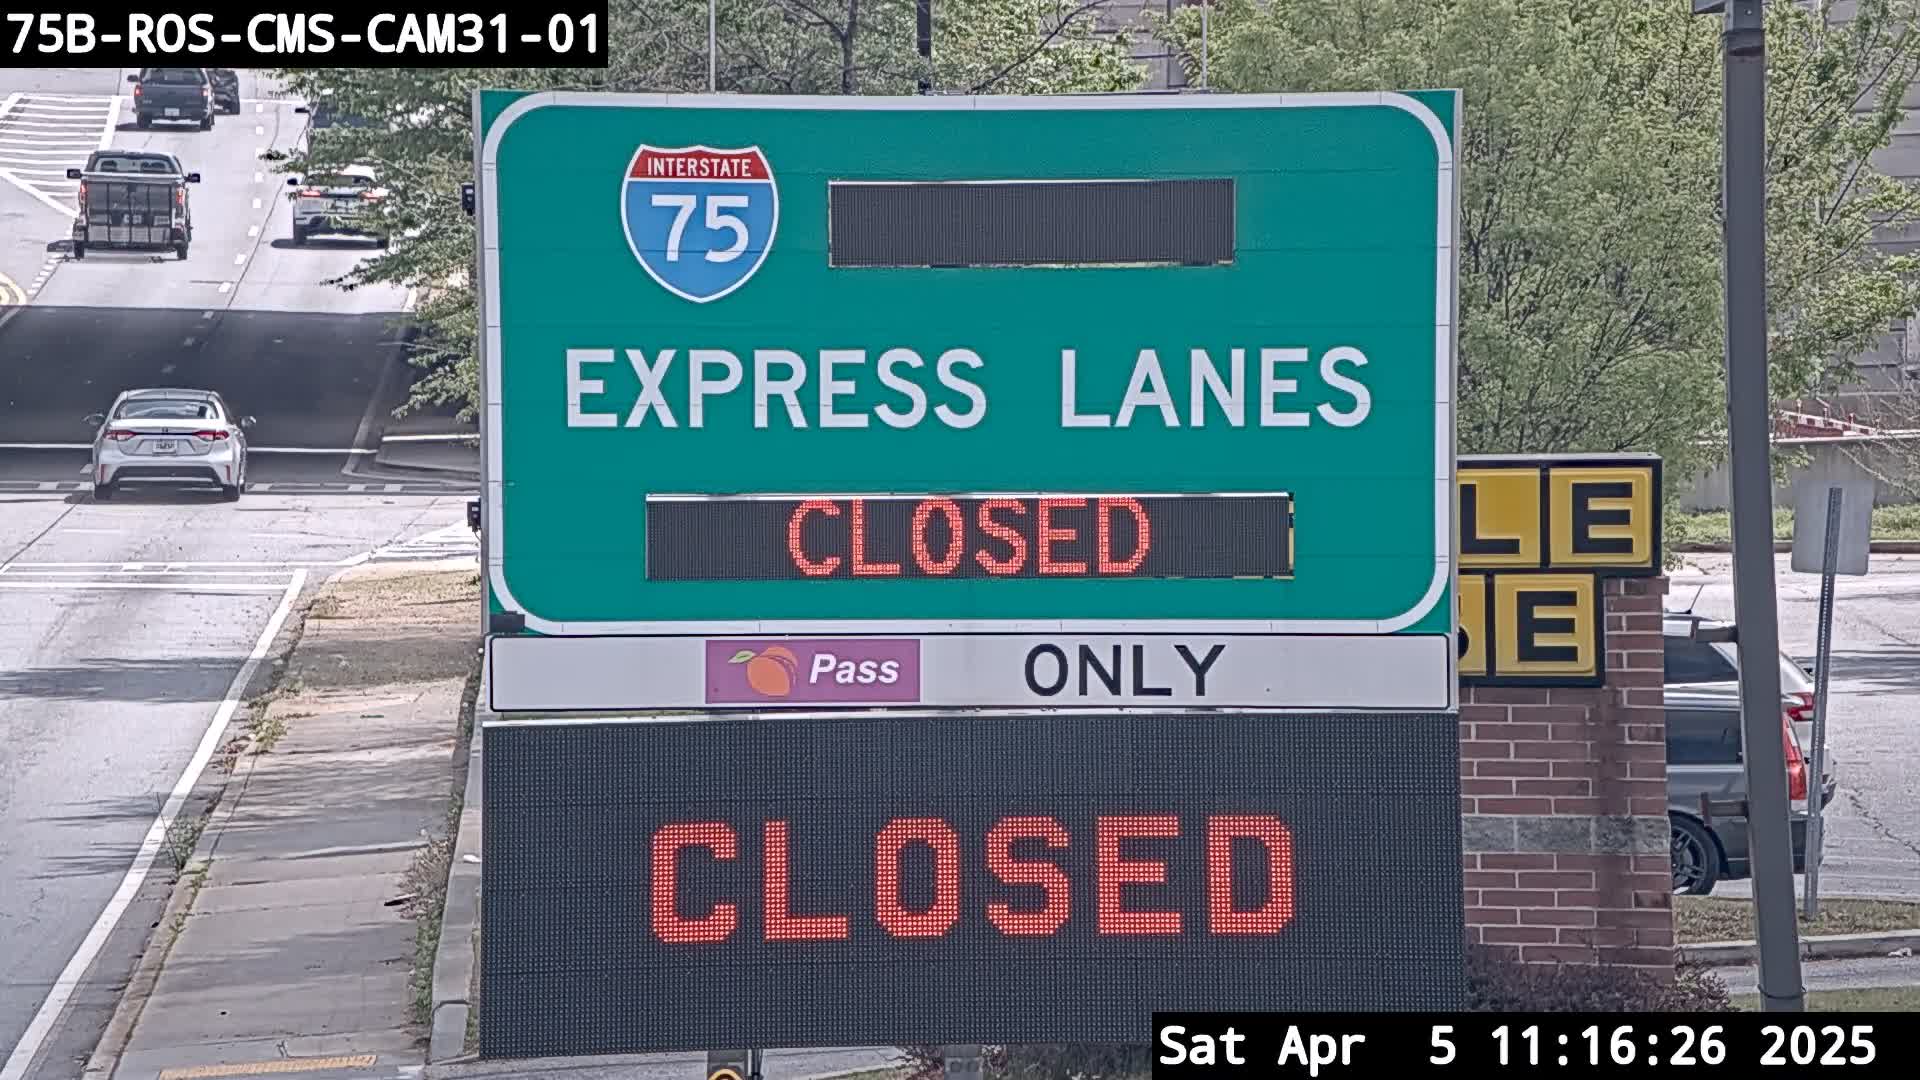 75B-ROS-CMS-CAM31-01
INTERSTATE
75
EXPRESS LANES
CLOSED
Pass ONLY
CLOSED
LE
E
Sat Apr 5 11:16:26 2025